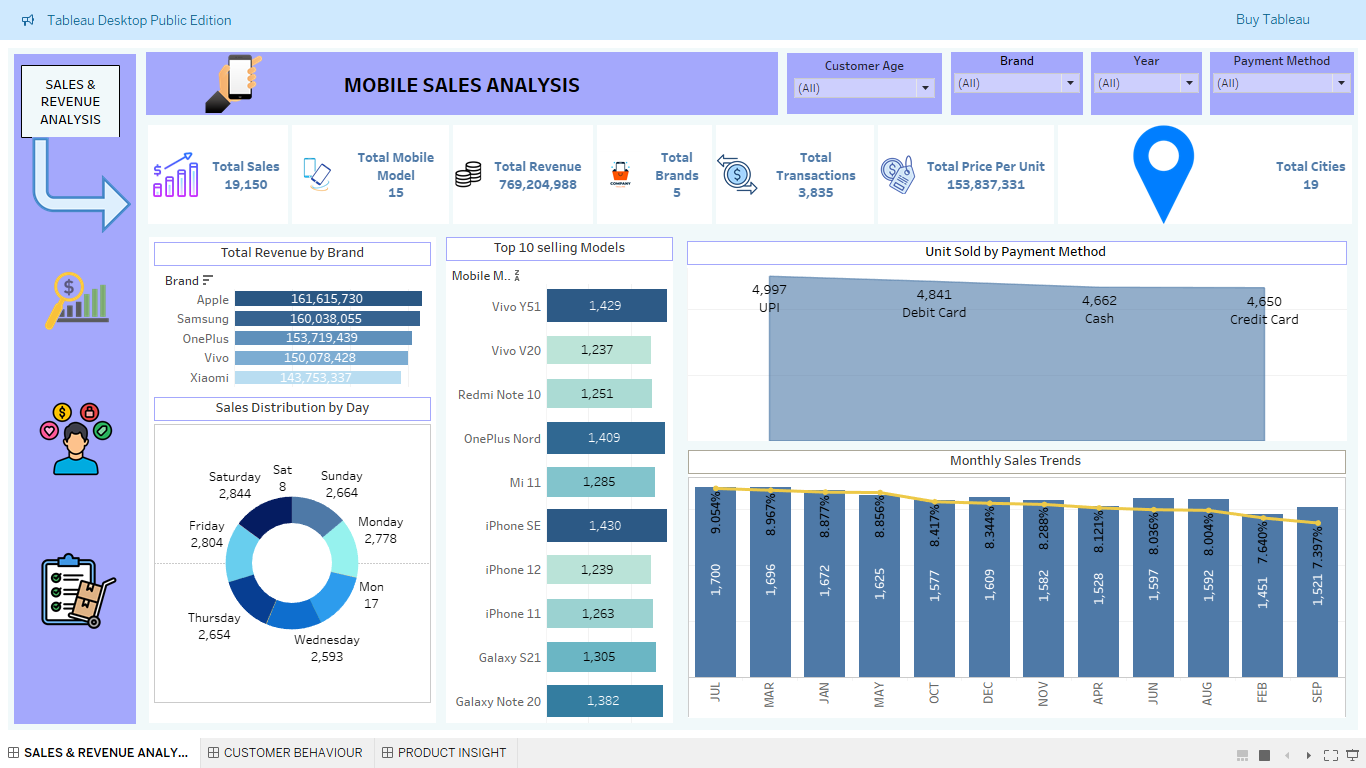 Tableau Desktop Public Edition
Buy Tableau
SALES &
REVENUE
ANALYSIS
MOBILE SALES ANALYSIS
Customer Age
(All)
Brand
(All)
Year
(All)
Payment Method
(All)
Total Sales
19,150
Total Mobile
Model
15
Total Revenue
769,204,988
COMPANY
Total
Brands
5
Total
Transactions
3,835
Total Price Per Unit
153,837,331
Total Cities
19
Total Revenue by Brand
Brand
Apple 161,615,730
Samsung 160,038,055
OnePlus 153,719,439
Vivo 150,078,428
Xiaomi 143,753,337
Sales Distribution by Day
Sat
8
Sunday
2,664
Monday
2,778
Mon
17
Wednesday
2,593
Thursday
2,654
Friday
2,804
Saturday
2,844
Top 10 selling Models
Mobile M..
Vivo Y51 1,429
Vivo V20 1,237
Redmi Note 10 1,251
OnePlus Nord 1,409
Mi 11 1,285
iPhone SE 1,430
iPhone 12 1,239
iPhone 11 1,263
Galaxy S21 1,305
Galaxy Note 20 1,382
Unit Sold by Payment Method
4,997
UPI
4,841
Debit Card
4,662
Cash
4,650
Credit Card
Monthly Sales Trends
9.054% 8.967% 8.877% 8.856% 8.417% 8.344% 8.288% 8.121% 8.036% 8.004% 7.640% 7.397%
1,700 1,696 1,672 1,625 1,577 1,609 1,582 1,528 1,597 1,592 1,451 1,521
JUL MAR JAN MAY OCT DEC NOV APR JUN AUG FEB SEP
SALES & REVENUE ANALY...
CUSTOMER BEHAVIOUR
PRODUCT INSIGHT